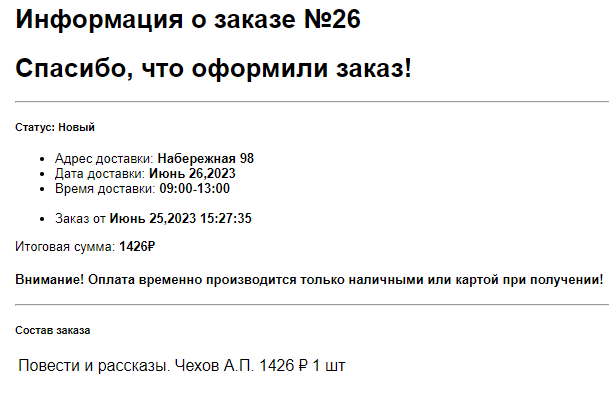 Информация о заказе №26
Спасибо, что оформили заказ!
Статус: Новый
Адрес доставки: Набережная 98
Дата доставки: Июнь 26,2023
Время доставки: 09:00-13:00
Заказ от Июнь 25,2023 15:27:35
Итоговая сумма: 1426₽
Внимание! Оплата временно производится только наличными или картой при получении!
Состав заказа
Повести и рассказы. Чехов А.П. 1426 ₽ 1 шт